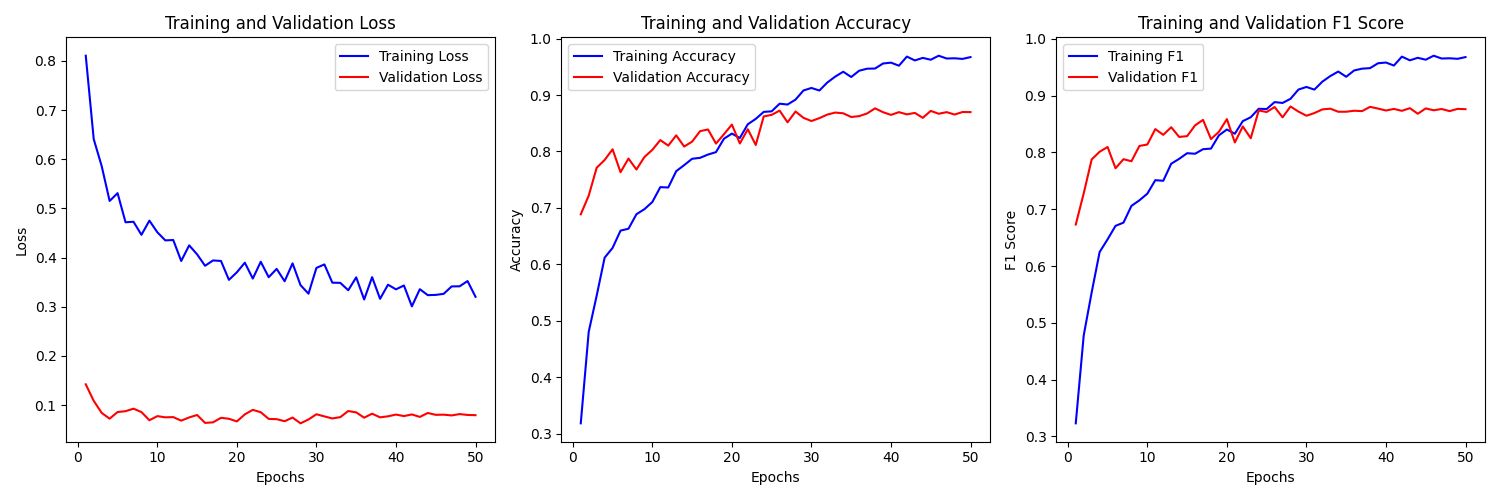 Training and Validation Loss
Training Loss
Validation Loss
0.8
0.7
0.6
0.5
0.4
0.3
0.2
0.1
Loss
0 10 20 30 40 50
Epochs
Training and Validation Accuracy
Training Accuracy
Validation Accuracy
1.0
0.9
0.8
0.7
0.6
0.5
0.4
0.3
Accuracy
0 10 20 30 40 50
Epochs
Training and Validation F1 Score
Training F1
Validation F1
1.0
0.9
0.8
0.7
0.6
0.5
0.4
0.3
F1 Score
0 10 20 30 40 50
Epochs